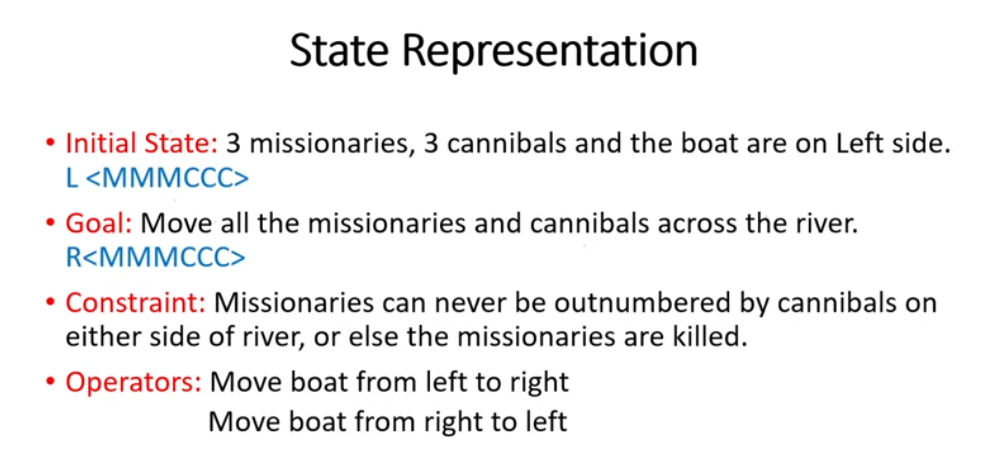 State Representation
• Initial State: 3 missionaries, 3 cannibals and the boat are on Left side.
L <MMMCCC>
• Goal: Move all the missionaries and cannibals across the river.
R<MMMCCC>
• Constraint: Missionaries can never be outnumbered by cannibals on
either side of river, or else the missionaries are killed.
• Operators: Move boat from left to right
Move boat from right to left